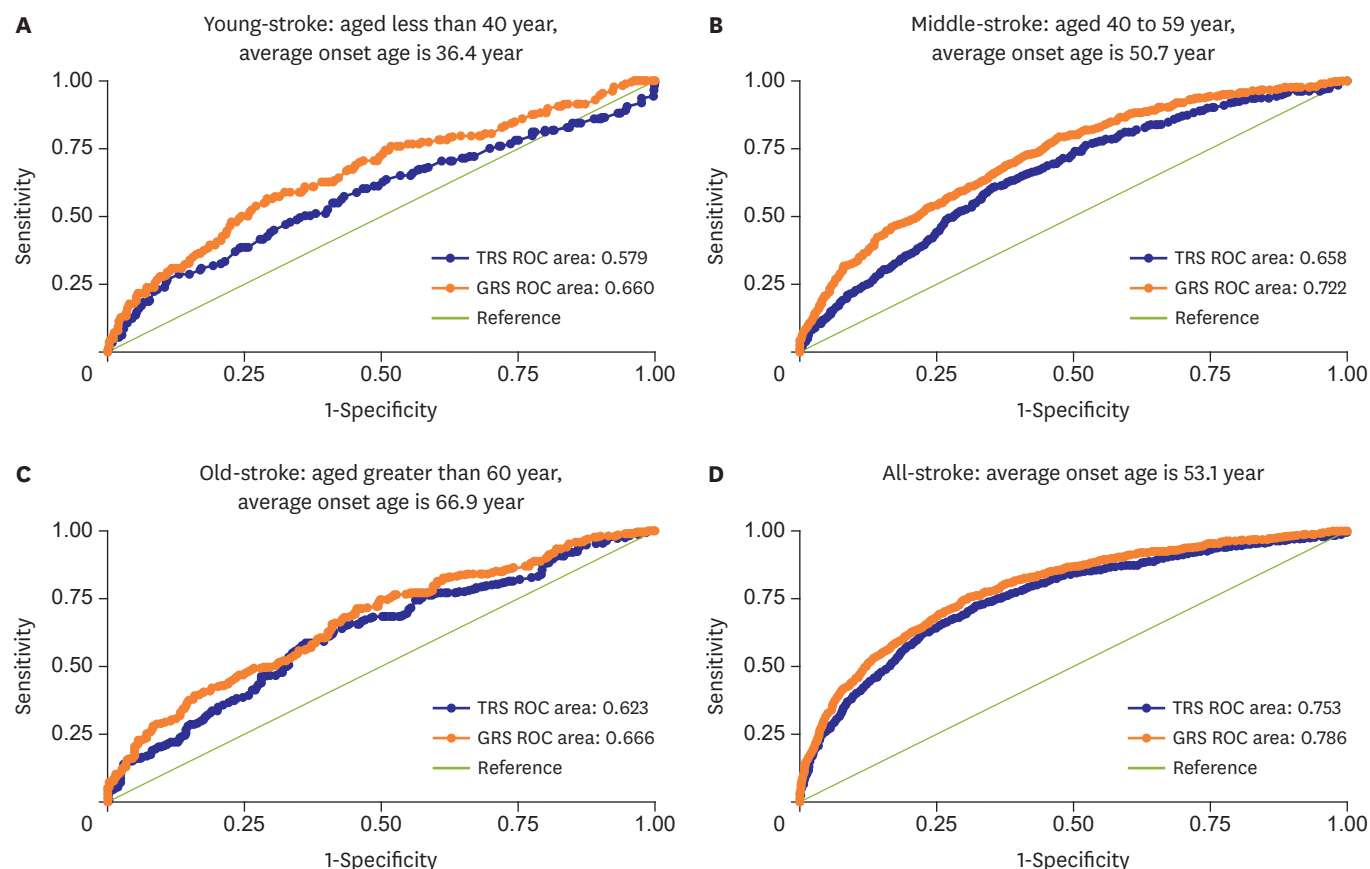 A
Young-stroke: aged less than 40 year,
average onset age is 36.4 year
1.00
0.75
0.50
0.25
0
0.25
0.50
0.75
1.00
Sensitivity
1-Specificity
TRS ROC area: 0.579
GRS ROC area: 0.660
Reference
B
Middle-stroke: aged 40 to 59 year,
average onset age is 50.7 year
1.00
0.75
0.50
0.25
0
0.25
0.50
0.75
1.00
Sensitivity
1-Specificity
TRS ROC area: 0.658
GRS ROC area: 0.722
Reference
C
Old-stroke: aged greater than 60 year,
average onset age is 66.9 year
1.00
0.75
0.50
0.25
0
0.25
0.50
0.75
1.00
Sensitivity
1-Specificity
TRS ROC area: 0.623
GRS ROC area: 0.666
Reference
D
All-stroke: average onset age is 53.1 year
1.00
0.75
0.50
0.25
0
0.25
0.50
0.75
1.00
Sensitivity
1-Specificity
TRS ROC area: 0.753
GRS ROC area: 0.786
Reference